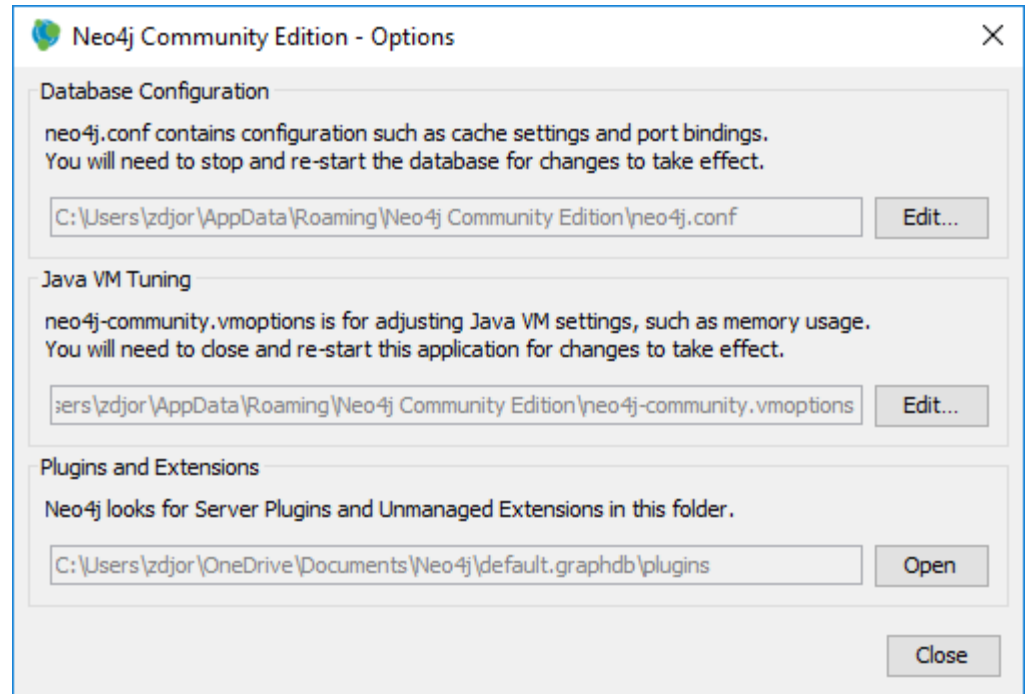 Neo4j Community Edition - Options
Database Configuration
neo4j.conf contains configuration such as cache settings and port bindings.
You will need to stop and re-start the database for changes to take effect.
C:\Users\zdjor\AppData\Roaming\Neo4j Community Edition\neo4j.conf
Edit...
Java VM Tuning
neo4j-community.vmoptions is for adjusting Java VM settings, such as memory usage.
You will need to close and re-start this application for changes to take effect.
sers\zdjor\AppData\Roaming\Neo4j Community Edition\neo4j-community.vmoptions
Edit...
Plugins and Extensions
Neo4j looks for Server Plugins and Unmanaged Extensions in this folder.
C:\Users\zdjor\OneDrive\Documents\Neo4j\default.graphdb\plugins
Open
Close